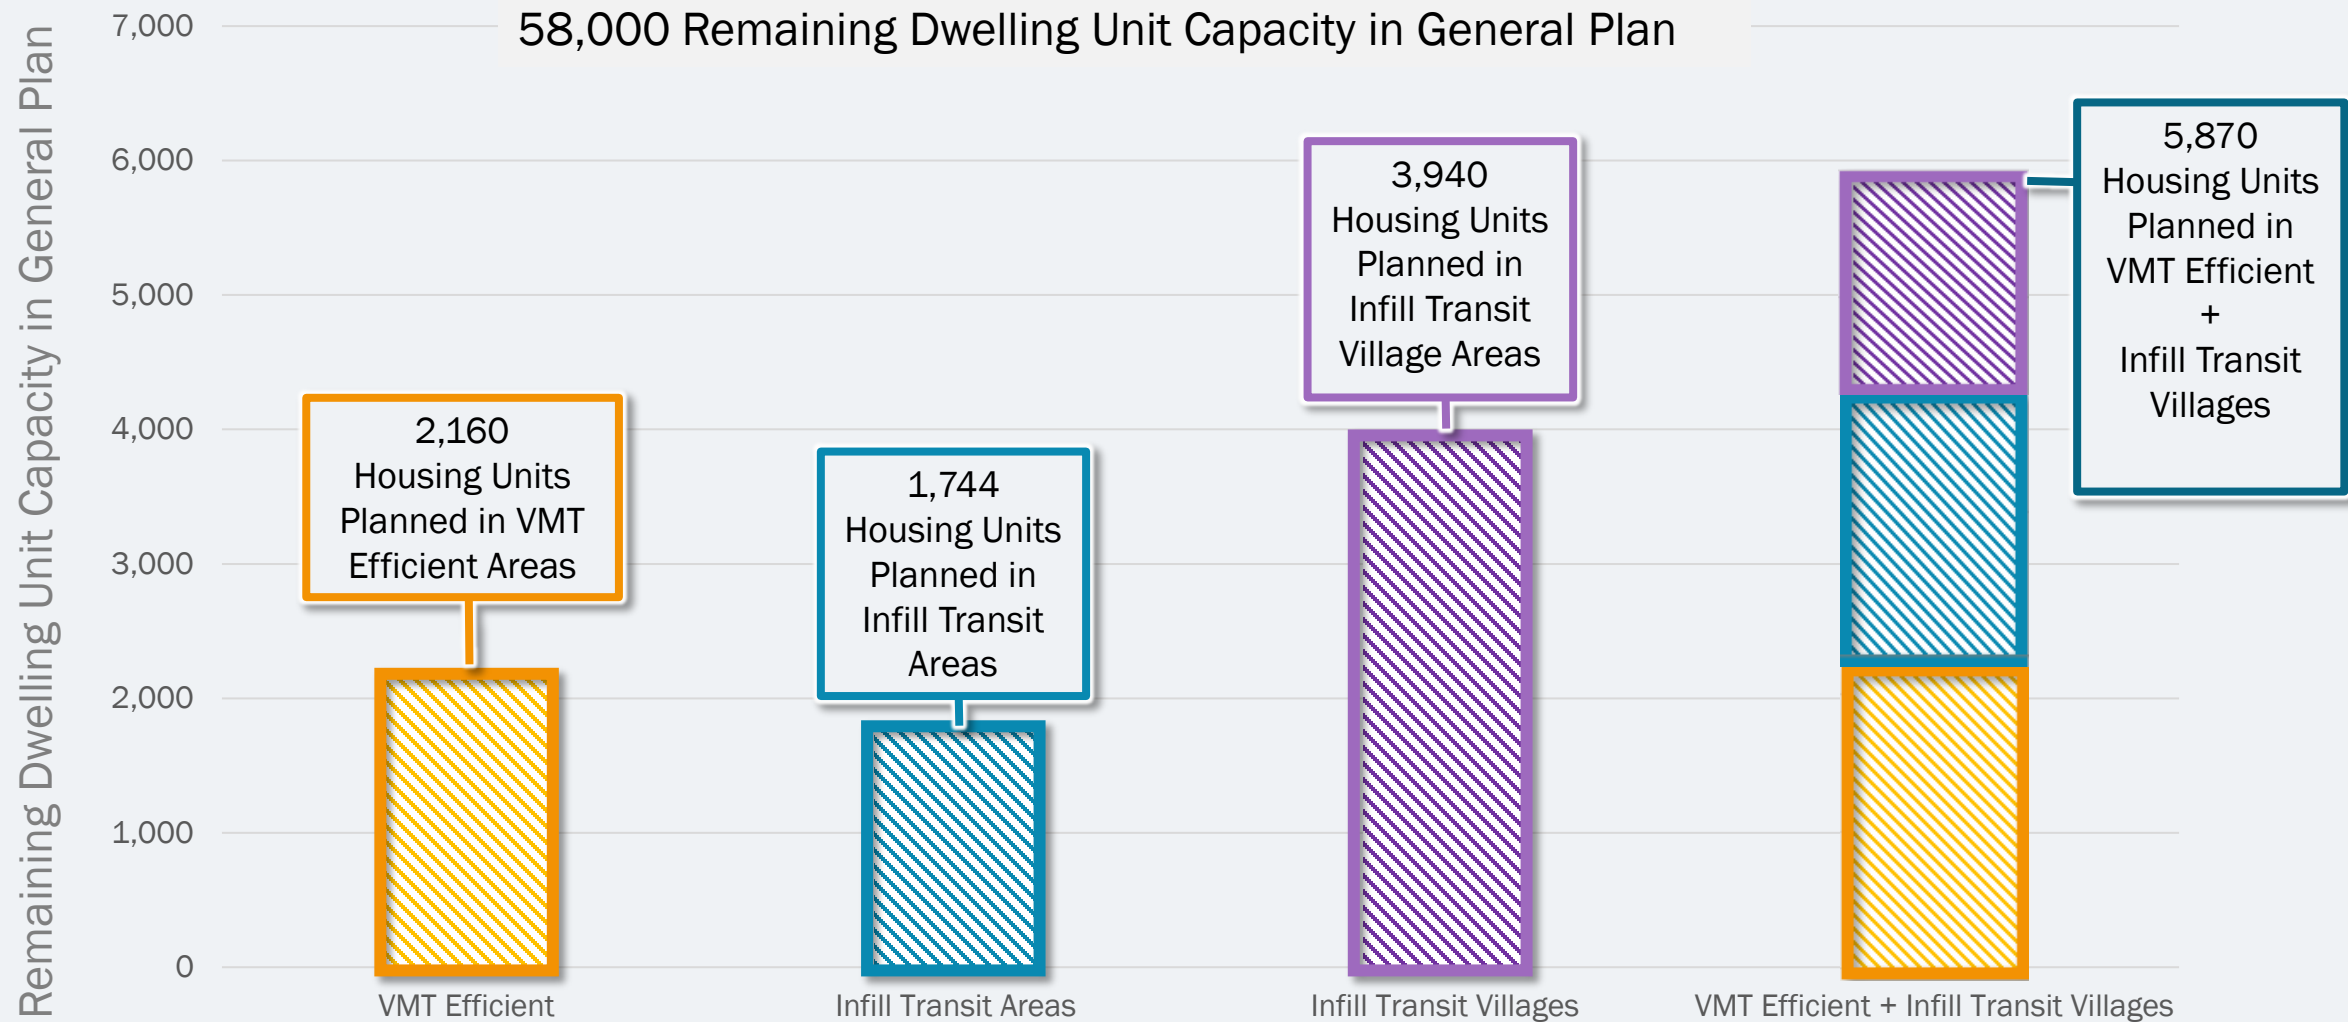 58,000 Remaining Dwelling Unit Capacity in General Plan
Remaining Dwelling Unit Capacity in General Plan
7,000
6,000
5,000
4,000
3,000
2,000
1,000
0
2,160
Housing Units
Planned in VMT
Efficient Areas
1,744
Housing Units
Planned in
Infill Transit
Areas
3,940
Housing Units
Planned in
Infill Transit
Village Areas
5,870
Housing Units
Planned in
VMT Efficient
+
Infill Transit
Villages
VMT Efficient
Infill Transit Areas
Infill Transit Villages
VMT Efficient + Infill Transit Villages